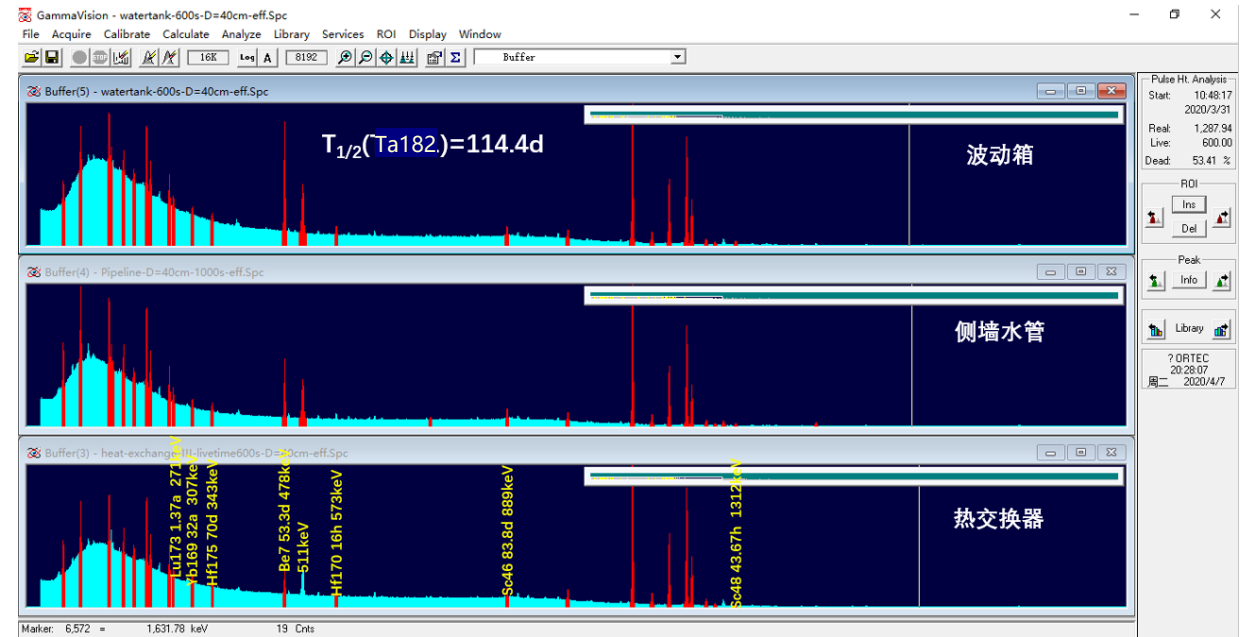 GammaVision - watertank-600s-D=40cm-eff.Spc
File Acquire Calibrate Calculate Analyze Library Services ROI Display Window
16K Log A 8192 Σ Buffer
Buffer(5) - watertank-600s-D=40cm-eff.Spc
T1/2(Ta182.)=114.4d
波动箱
Buffer(4) - Pipeline-D=40cm-1000s-eff.Spc
侧墙水管
Buffer(3) - heat-exchange-III-livetime600s-D=40cm-eff.Spc
Lu173 1.37a 271keV
Yb169 32a 307keV
Hf175 70d 343keV
Be7 53.3d 478keV
511keV
Hf170 16h 573keV
Sc46 83.8d 889keV
Sc48 43.67h 1312keV
热交换器
Pulse Ht. Analysis
Start: 10:48:17
2020/3/31
Real: 1,287.94
Live: 600.00
Dead: 53.41 %
ROI
Ins
Del
Peak
Info
Library
? ORTEC
20:28:07
周二 2020/4/7
Marker: 6,572 = 1,631.78 keV 19 Cnts